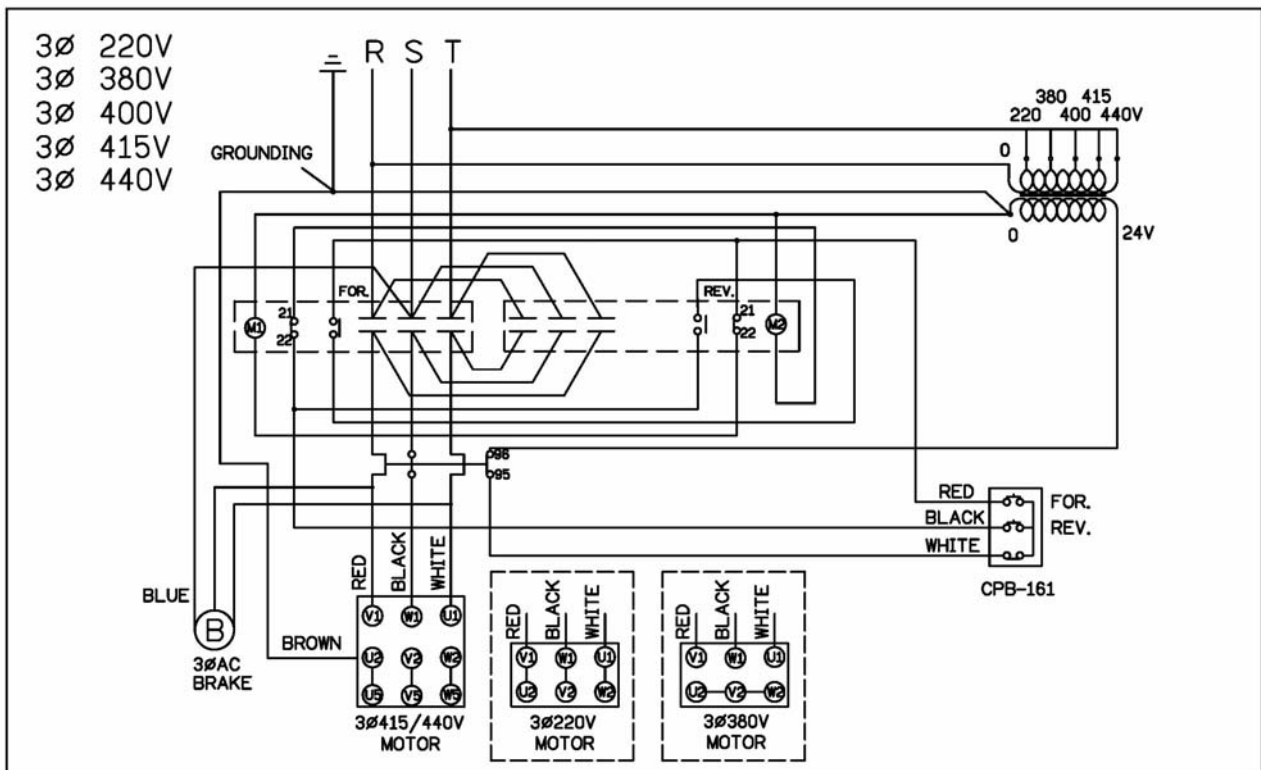 3Ø 220V
3Ø 380V
3Ø 400V
3Ø 415V
3Ø 440V
GROUNDING
R S T
380 415
220 400 440V
0
0
24V
FOR.
REV.
M1
21
22
21
22
M2
96
95
RED
BLACK
WHITE
FOR.
REV.
CPB-161
BLUE
B
3ØAC
BRAKE
BROWN
RED
BLACK
WHITE
V1 W1 U1
U2 V2 W2
U5 V5 W5
3Ø415/440V
MOTOR
RED
BLACK
WHITE
V1 W1 U1
U2 V2 W2
3Ø220V
MOTOR
RED
BLACK
WHITE
V1 W1 U1
U2 V2 W2
3Ø380V
MOTOR